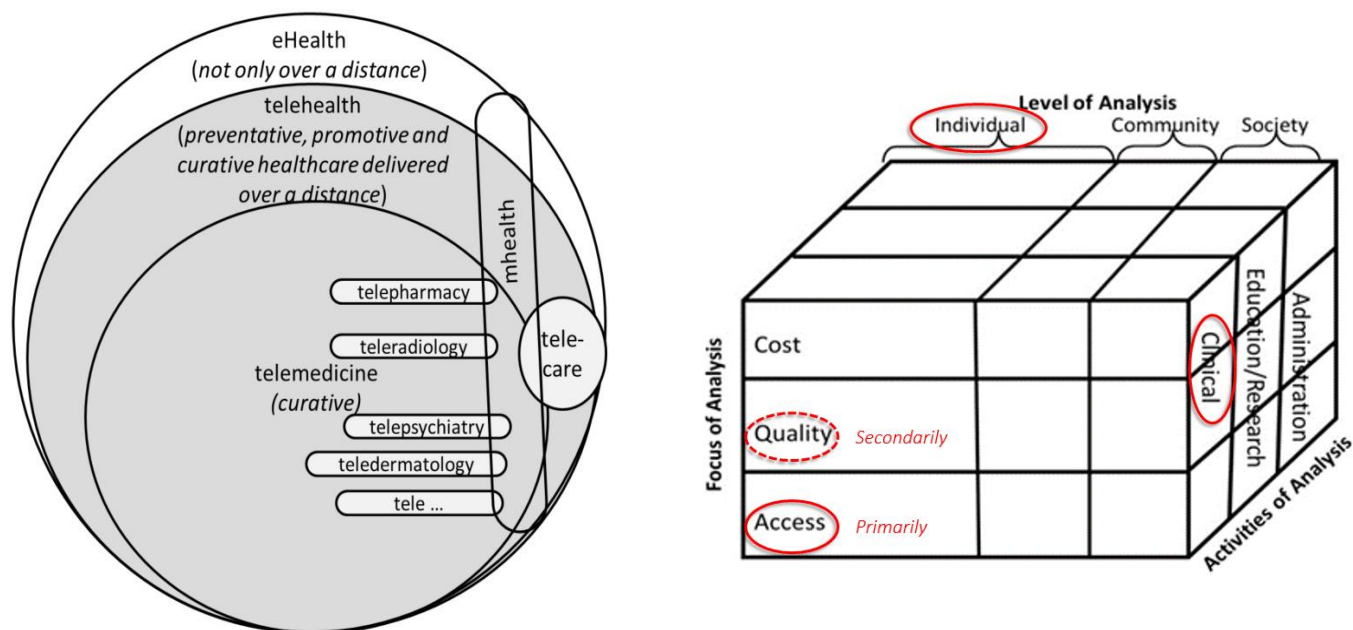 eHealth
(not only over a distance)
telehealth
(preventative, promotive and
curative healthcare delivered
over a distance)
mhealth
telepharmacy
teleradiology
tele-
care
telemedicine
(curative)
telepsychiatry
teledermatology
tele ...
Level of Analysis
Individual
Community
Society
Focus of Analysis
Cost
Quality
Secondarily
Access
Primarily
Clinical
Education/Research
Administration
Activities of Analysis